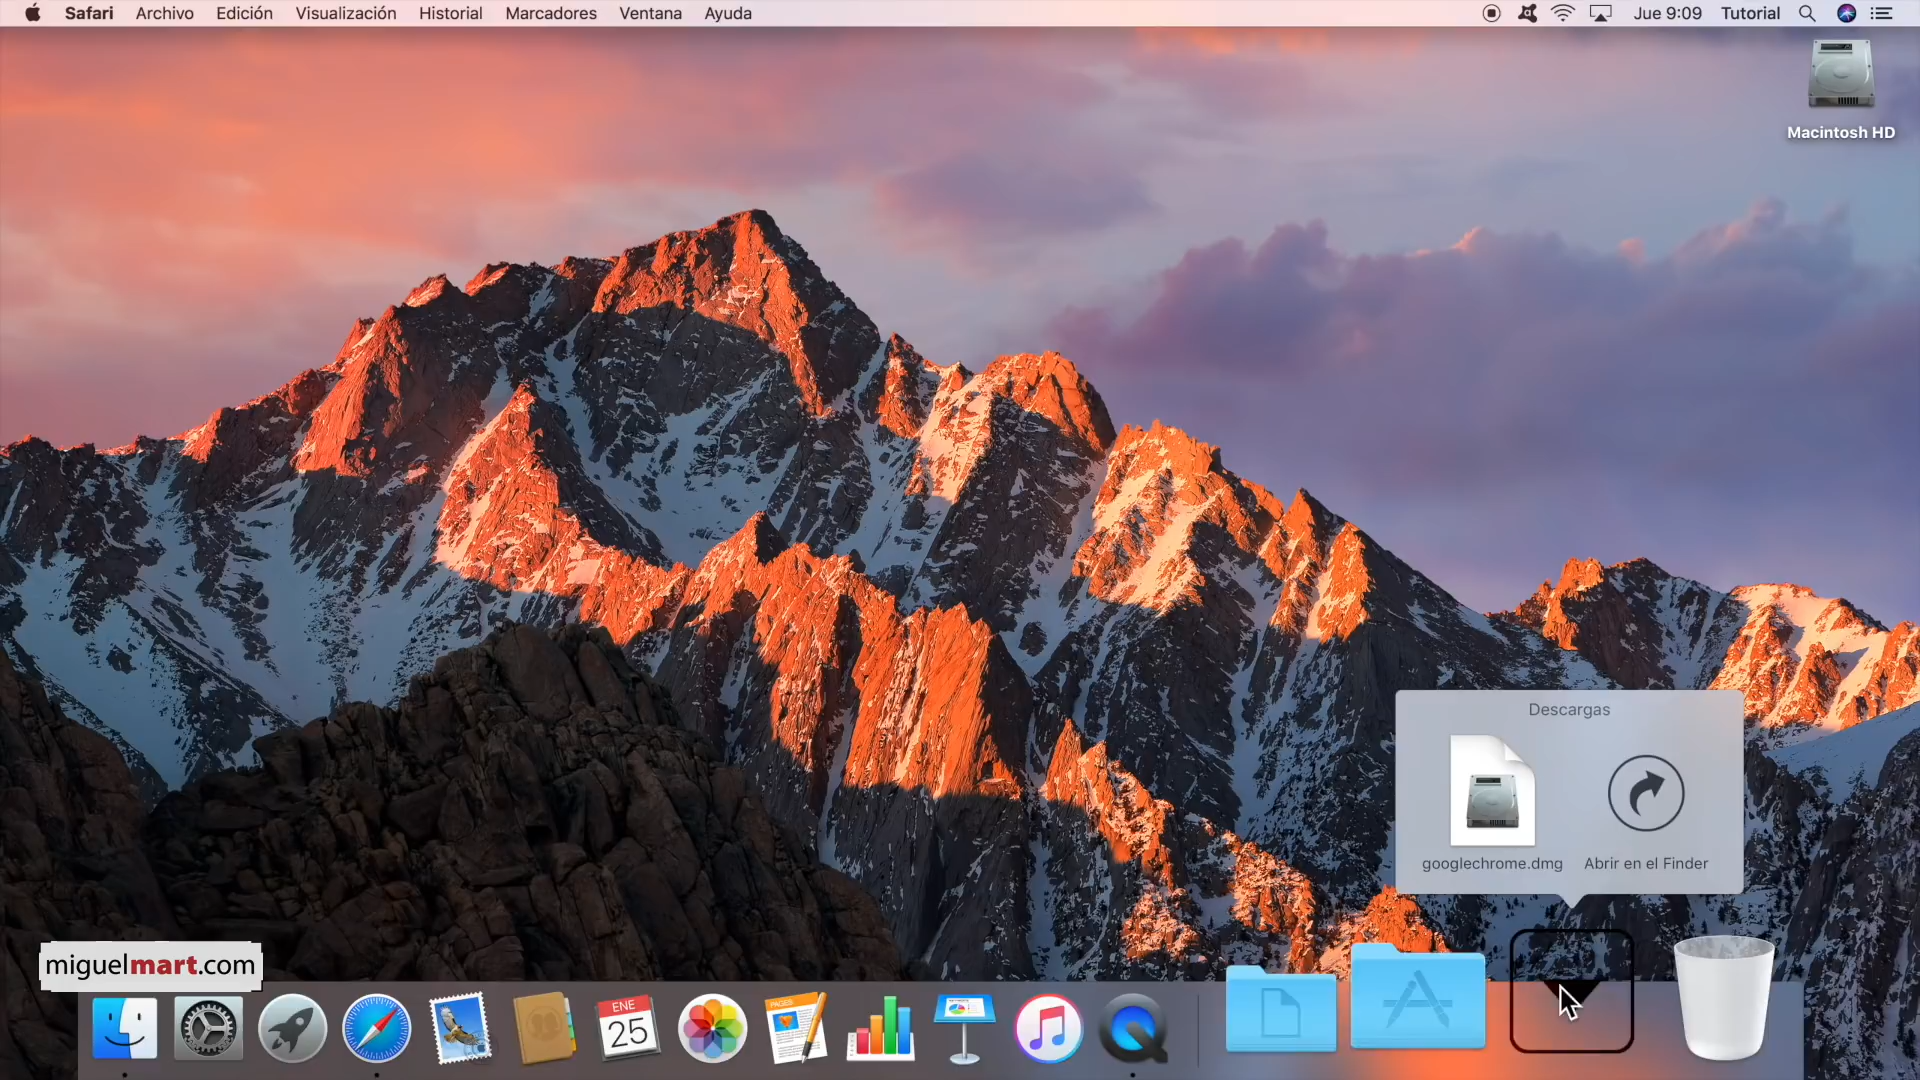 Safari Archivo Edición Visualización Historial Marcadores Ventana Ayuda Jue 9:09 Tutorial
Macintosh HD
Descargas
googlechrome.dmg Abrir en el Finder
miguelmart.com
ENE
25
PAGES